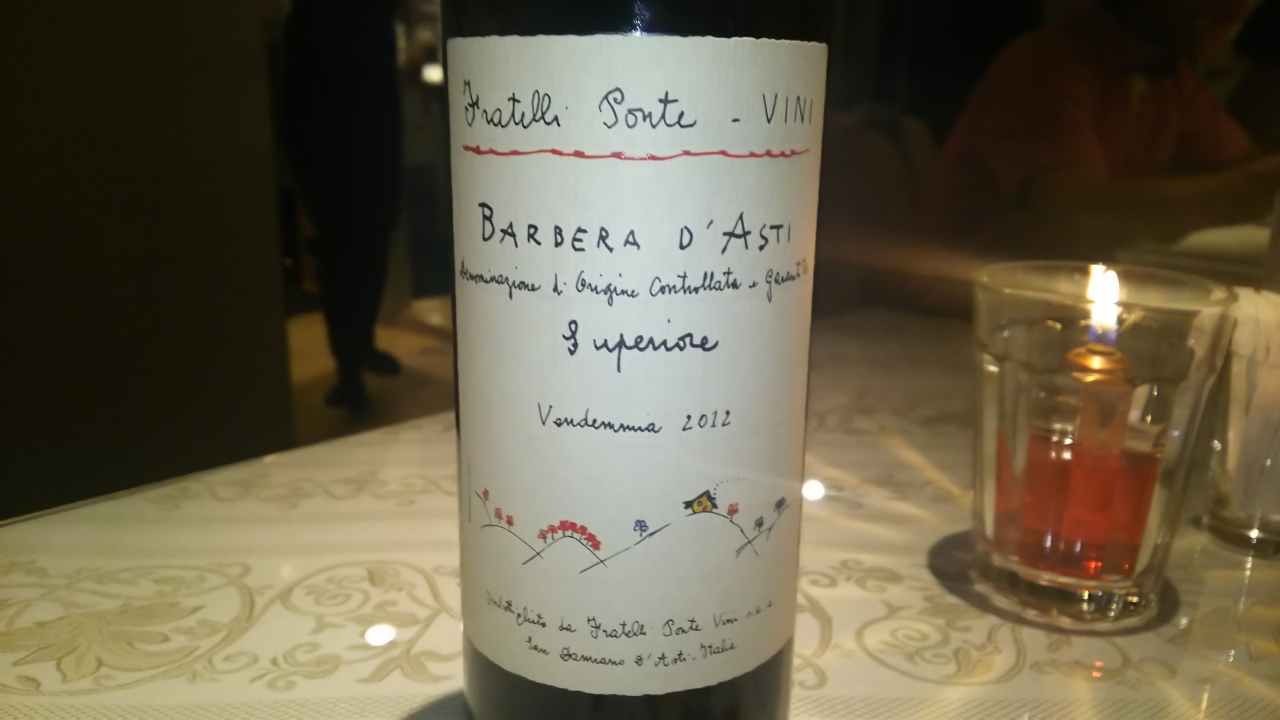 Fratelli Ponte - VINI
BARBERA D'ASTI
Denominazione di Origine Controllata e Garantita
Superiore
Vendemmia 2012
Imbottigliato da Fratelli Ponte Vini s.s.
San Damiano D'Asti - Italia